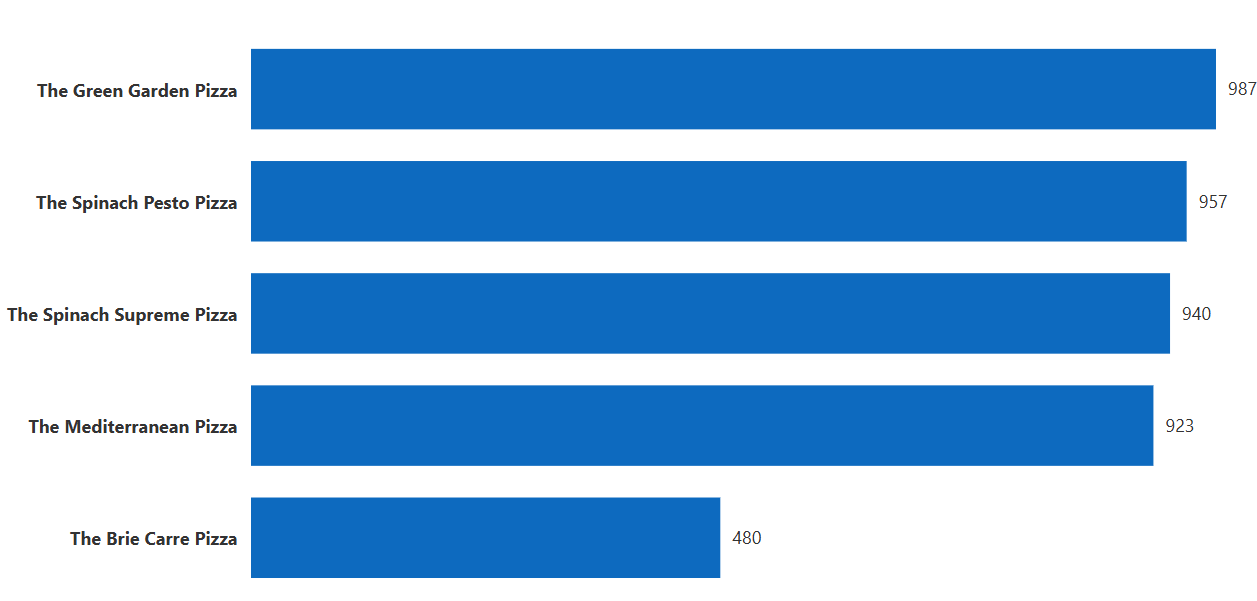 The Green Garden Pizza 987
The Spinach Pesto Pizza 957
The Spinach Supreme Pizza 940
The Mediterranean Pizza 923
The Brie Carre Pizza 480